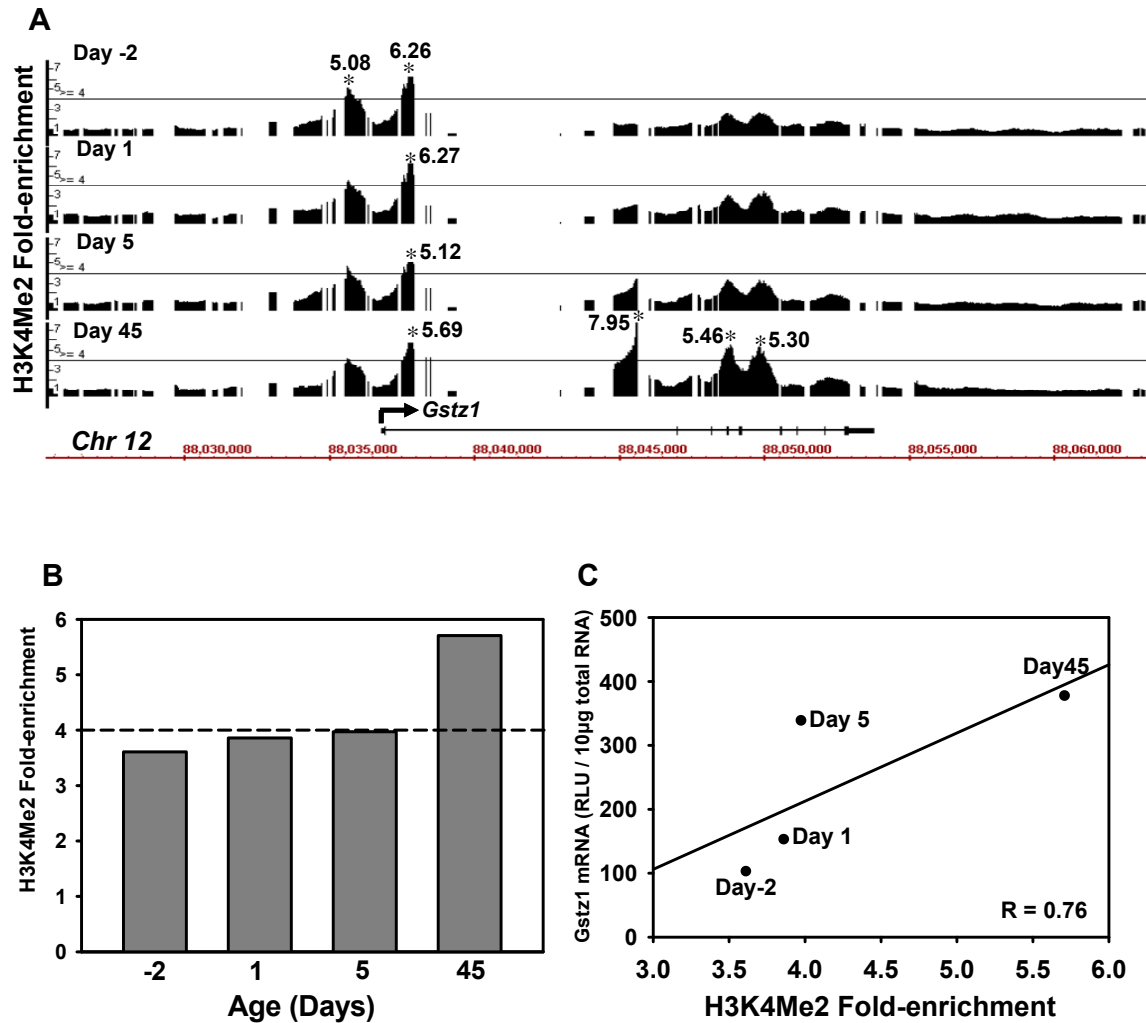 A
H3K4Me2 Fold-enrichment
Day -2
5.08
6.26
*
*
7
5
>= 4
3
1
Day 1
* 6.27
7
5
>= 4
3
1
Day 5
* 5.12
7
5
>= 4
3
1
Day 45
* 5.69
7.95 *
5.46 *
* 5.30
7
5
>= 4
3
1
Gstz1
Chr 12
88,030,000 88,035,000 88,040,000 88,045,000 88,050,000 88,055,000 88,060,000
B
H3K4Me2 Fold-enrichment
6
5
4
3
2
1
0
-2 1 5 45
Age (Days)
C
Gstz1 mRNA (RLU / 10µg total RNA)
500
400
300
200
100
0
Day45
Day 5
Day 1
Day-2
R = 0.76
3.0 3.5 4.0 4.5 5.0 5.5 6.0
H3K4Me2 Fold-enrichment